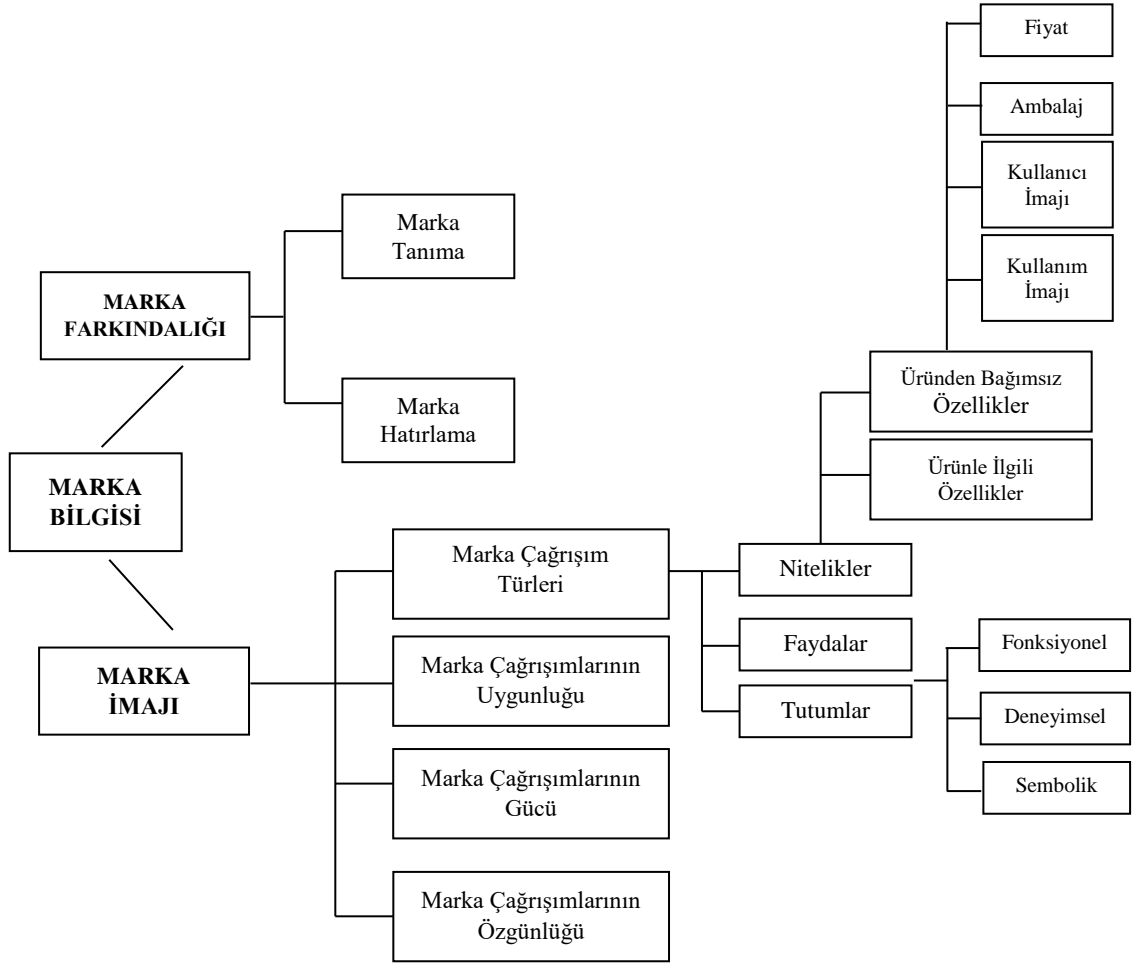 Fiyat
Ambalaj
Kullanıcı
İmajı
Kullanım
İmajı
Marka
Tanıma
MARKA
FARKINDALIĞI
Marka
Hatırlama
Üründen Bağımsız
Özellikler
Ürünle İlgili
Özellikler
MARKA
BİLGİSİ
Marka Çağrışım
Türleri
Nitelikler
Faydalar
Tutumlar
Fonksiyonel
Deneyimsel
Sembolik
MARKA
İMAJI
Marka Çağrışımlarının
Uygunluğu
Marka Çağrışımlarının
Gücü
Marka Çağrışımlarının
Özgünlüğü